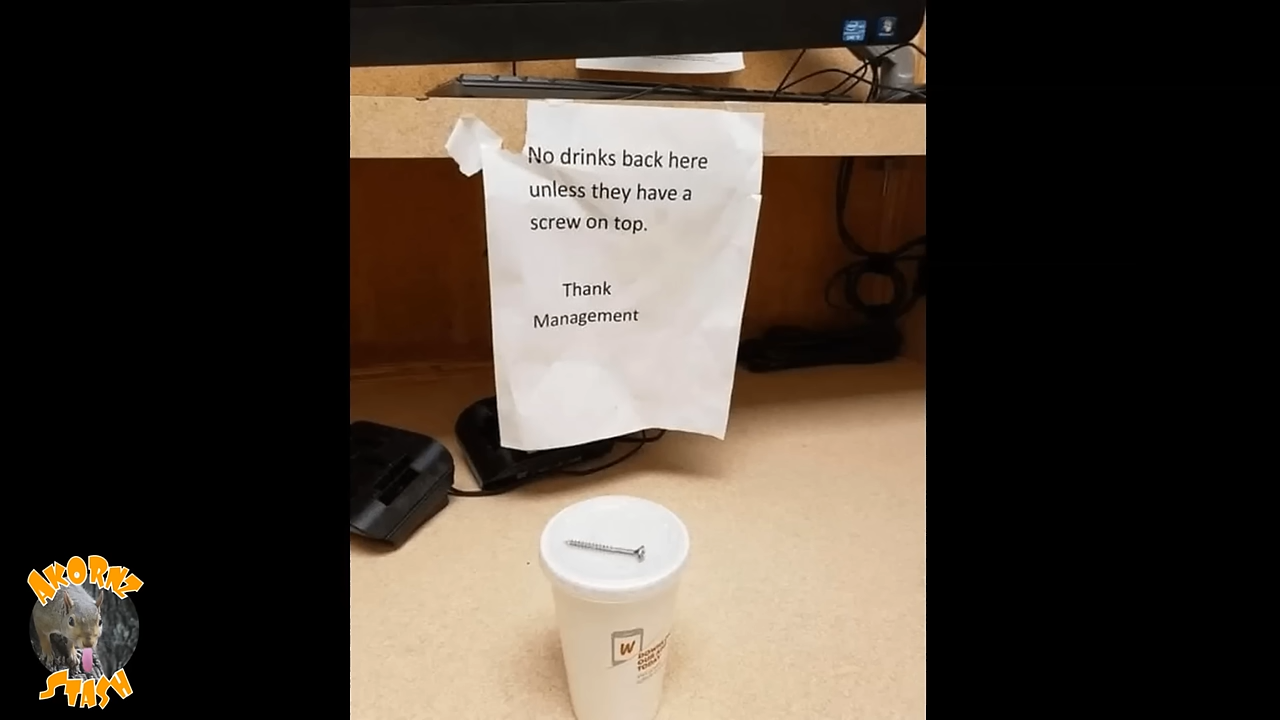 No drinks back here
unless they have a
screw on top.
Thank
Management
W
AKORNZ
STASH